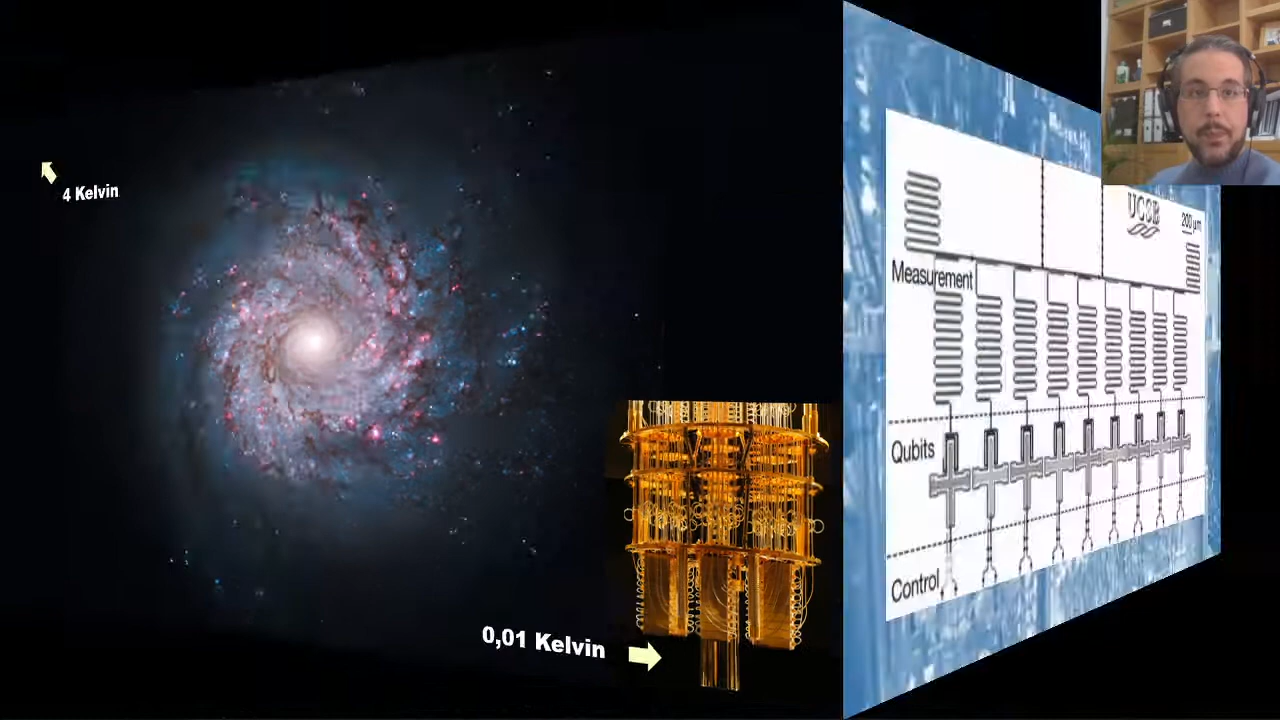 4 Kelvin
0,01 Kelvin
UCSB
200 μm
Measurement
Qubits
Control